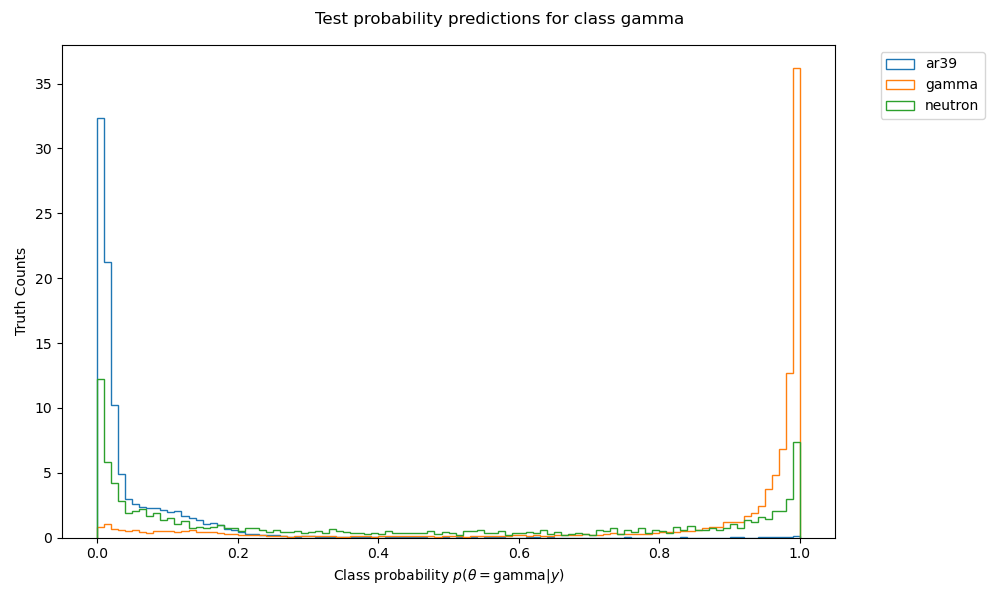 Test probability predictions for class gamma
ar39
gamma
neutron
Truth Counts
35
30
25
20
15
10
5
0
0.0 0.2 0.4 0.6 0.8 1.0
Class probability p(θ = gamma|y)